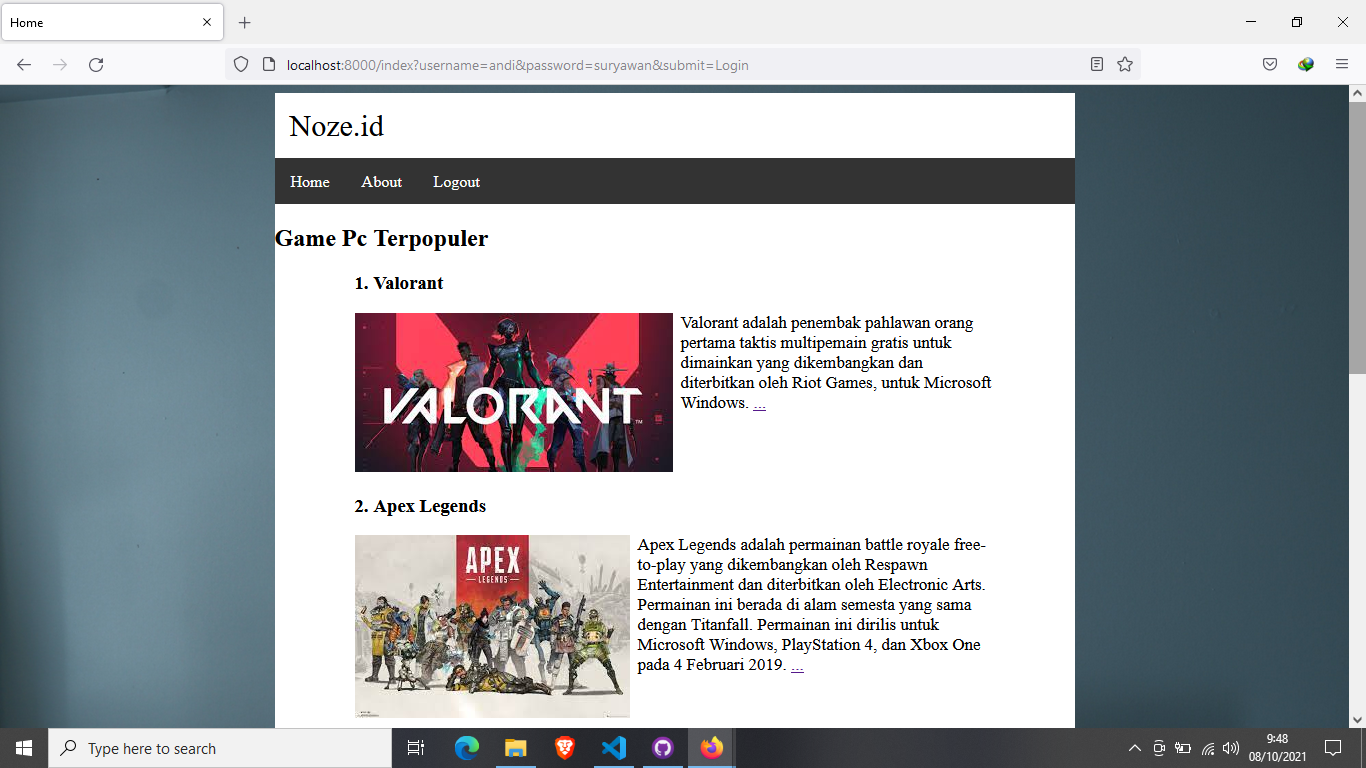 Home
localhost:8000/index?username=andi&password=suryawan&submit=Login
Noze.id
Home About Logout
Game Pc Terpopuler
1. Valorant
VALORANT
TM
Valorant adalah penembak pahlawan orang
pertama taktis multipemain gratis untuk
dimainkan yang dikembangkan dan
diterbitkan oleh Riot Games, untuk Microsoft
Windows. ...
2. Apex Legends
APEX
LEGENDS
Apex Legends adalah permainan battle royale free-
to-play yang dikembangkan oleh Respawn
Entertainment dan diterbitkan oleh Electronic Arts.
Permainan ini berada di alam semesta yang sama
dengan Titanfall. Permainan ini dirilis untuk
Microsoft Windows, PlayStation 4, dan Xbox One
pada 4 Februari 2019. ...
Type here to search
9:48
08/10/2021